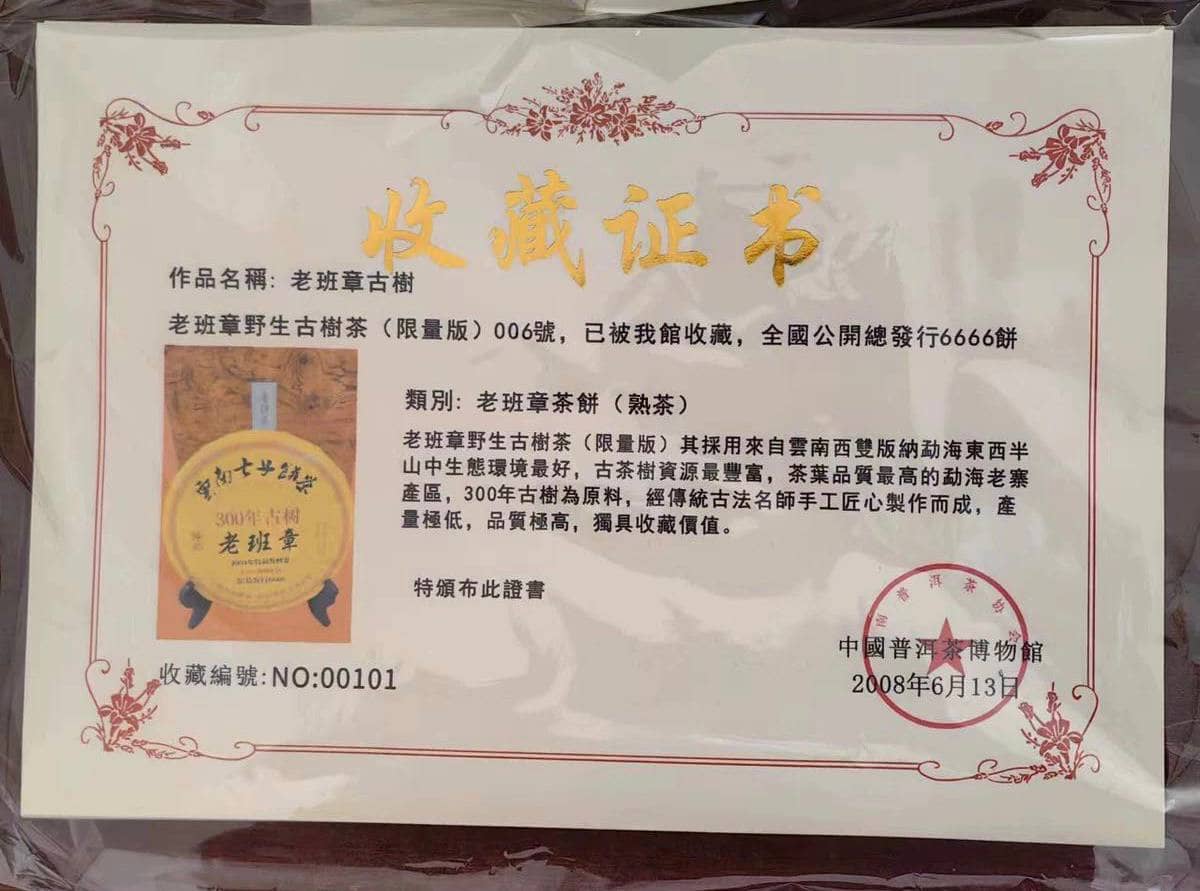 收藏证书
作品名稱: 老班章古樹
老班章野生古樹茶（限量版）006號，已被我館收藏，全國公開總發行6666餅
300年古树
老班章
類別: 老班章茶餅（熟茶）
老班章野生古樹茶（限量版）其採用來自雲南西雙版納勐海東西半
山中生態環境最好，古茶樹資源最豐富，茶葉品質最高的勐海老寨
產區，300年古樹為原料，經傳統古法名師手工匠心製作而成，產
量極低，品質極高，獨具收藏價值。
特頒布此證書
收藏編號:NO:00101
南普洱茶协会
中國普洱茶博物館
2008年6月13日